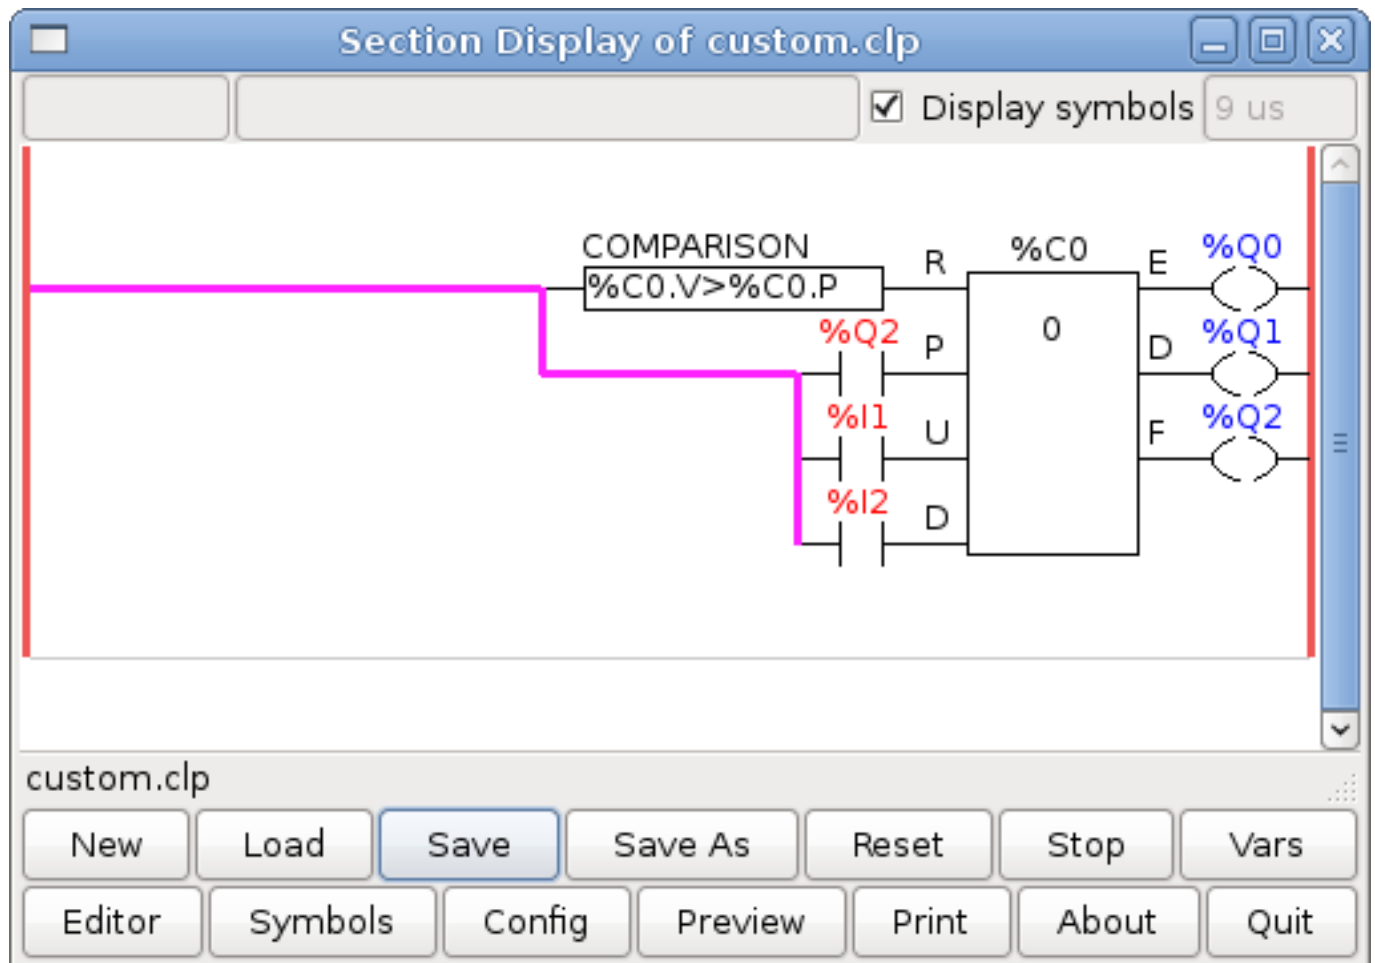 Section Display of custom.clp
Display symbols 9 us
COMPARISON R %C0 E %Q0
%C0.V>%C0.P
%Q2 P 0 D %Q1
%I1 U F %Q2
%I2 D
custom.clp
New Load Save Save As Reset Stop Vars
Editor Symbols Config Preview Print About Quit